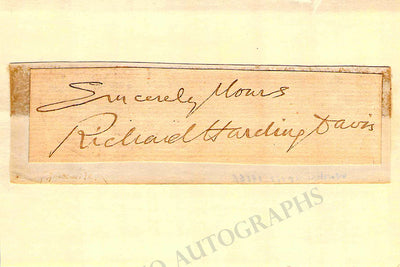 Sincerely Yours
Richard Harding Davis
AUTOGRAPHS